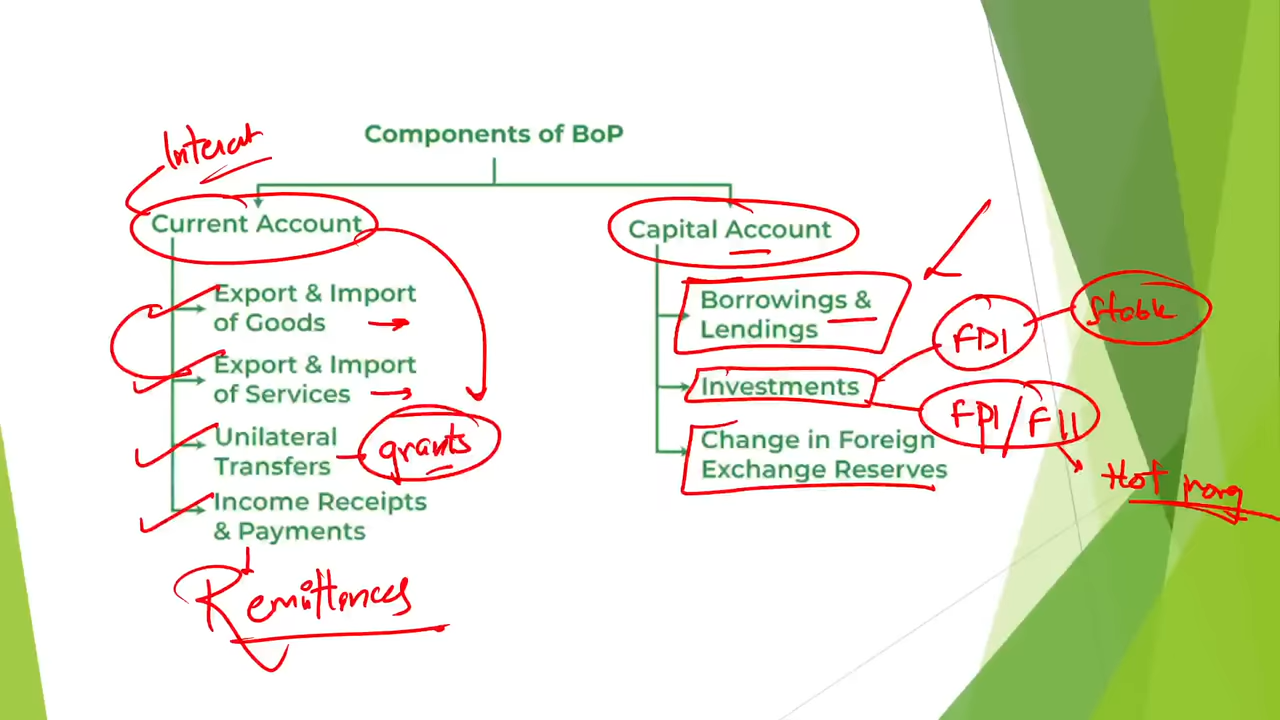 Components of BoP
Interest
Current Account
Export & Import
of Goods
Export & Import
of Services
Unilateral
Transfers
grants
Income Receipts
& Payments
Remittances
Capital Account
Borrowings &
Lendings
Investments
FDI
Stable
FPI/FII
Hot money
Change in Foreign
Exchange Reserves